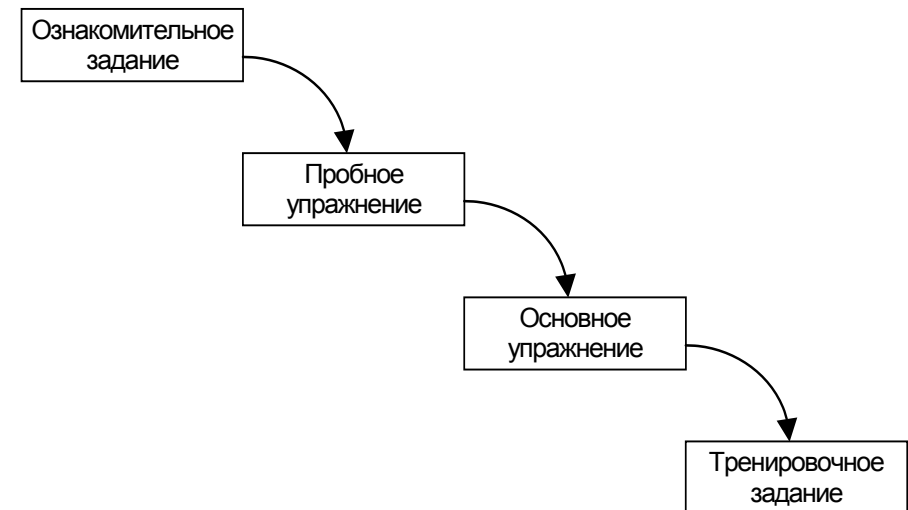 Ознакомительное
задание
Пробное
упражнение
Основное
упражнение
Тренировочное
задание